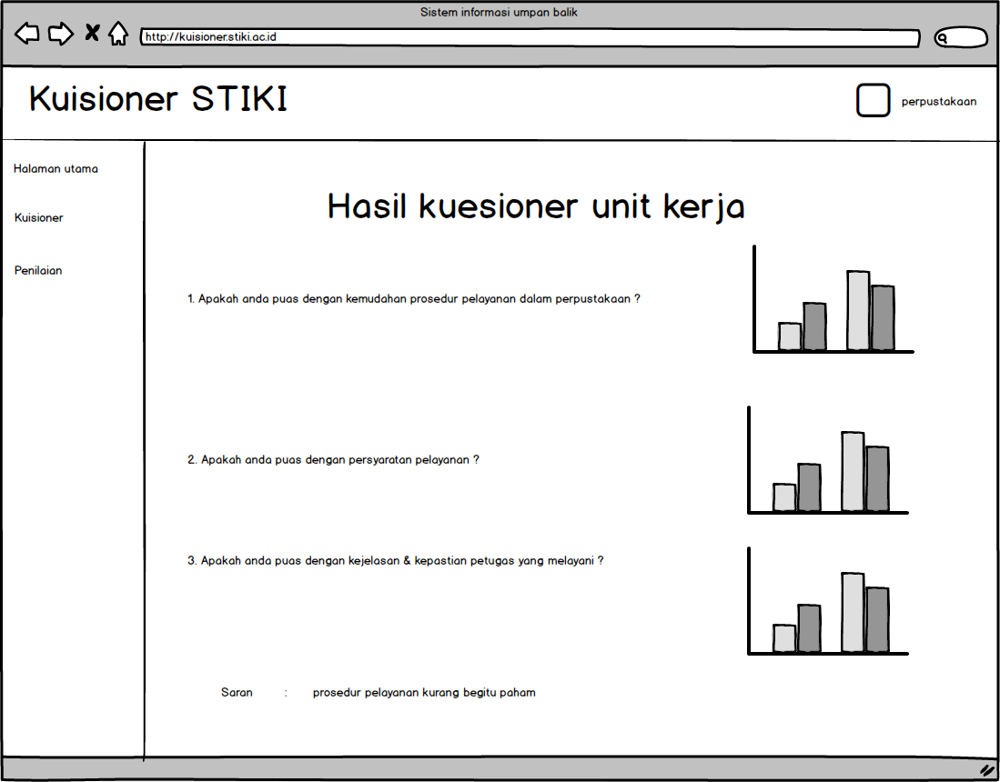 Sistem informasi umpan balik
http://kuisioner.stiki.ac.id
Kuisioner STIKI
perpustakaan
Halaman utama
Kuisioner
Penilaian
Hasil kuesioner unit kerja
1. Apakah anda puas dengan kemudahan prosedur pelayanan dalam perpustakaan ?
2. Apakah anda puas dengan persyaratan pelayanan ?
3. Apakah anda puas dengan kejelasan & kepastian petugas yang melayani ?
Saran : prosedur pelayanan kurang begitu paham